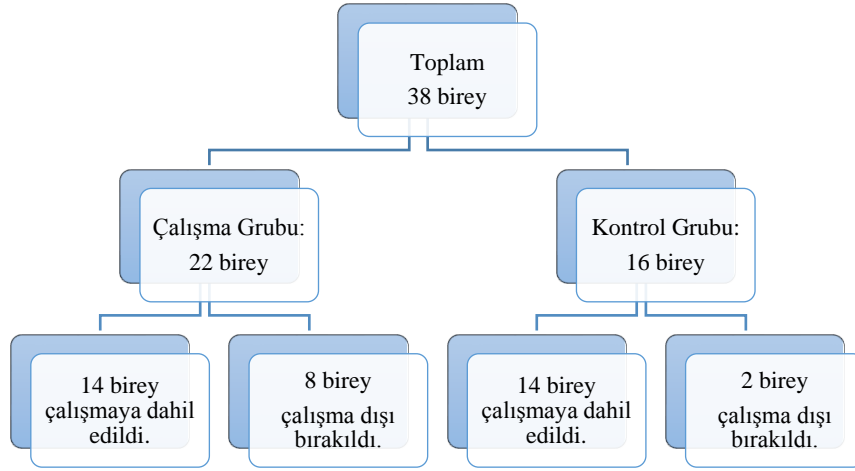 Toplam
38 birey
Çalışma Grubu:
22 birey
Kontrol Grubu:
16 birey
14 birey
çalışmaya dahil
edildi.
8 birey
çalışma dışı
bırakıldı.
14 birey
çalışmaya dahil
edildi.
2 birey
çalışma dışı
bırakıldı.